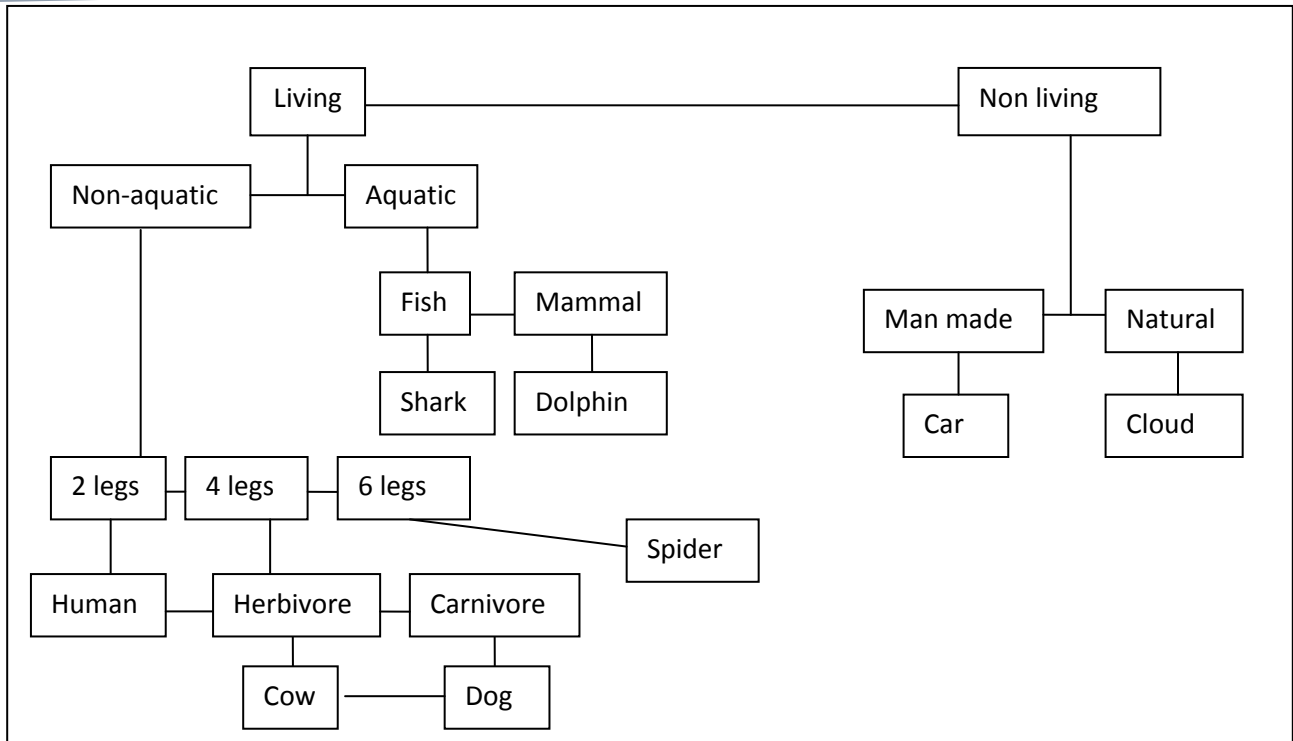 Living
Non living
Non-aquatic
Aquatic
Fish
Mammal
Man made
Natural
Shark
Dolphin
Car
Cloud
2 legs
4 legs
6 legs
Spider
Human
Herbivore
Carnivore
Cow
Dog